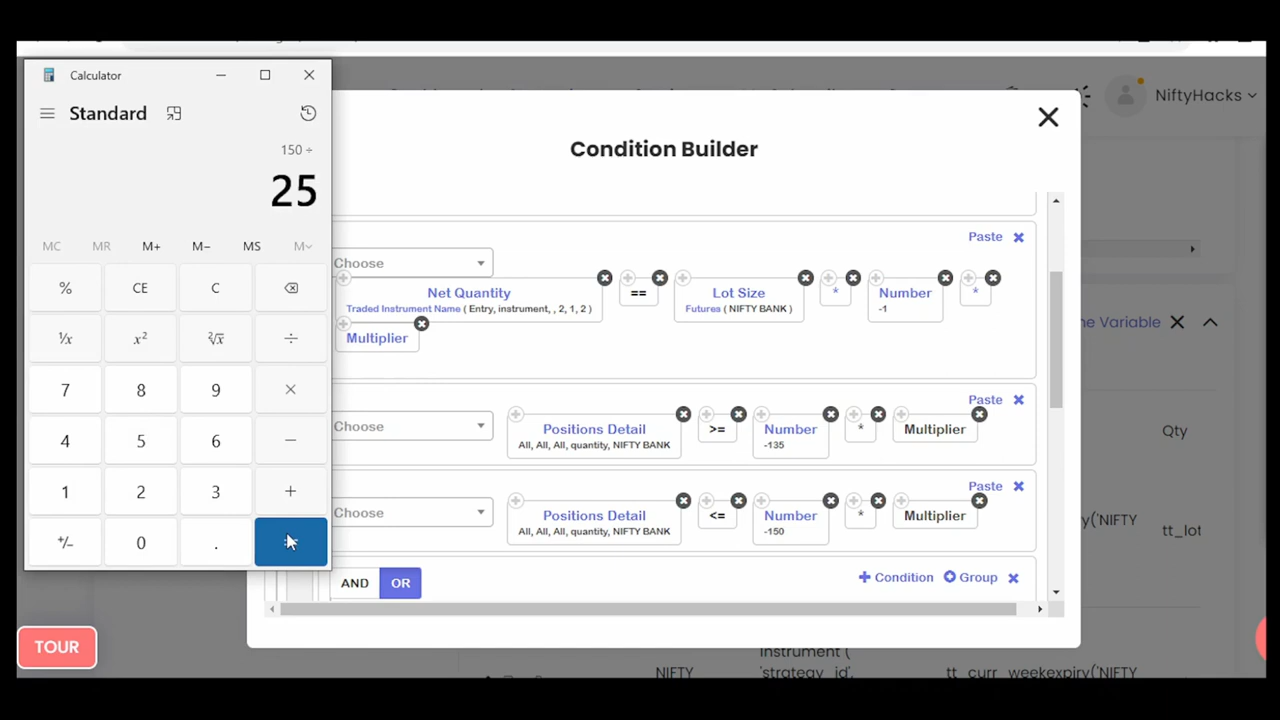 Calculator
Standard
150 ÷
25
MC MR M+ M− MS M
% CE C
¹/x x² ²√x ÷
7 8 9 ×
4 5 6 −
1 2 3 +
+/− 0 .
TOUR
NiftyHacks
Condition Builder
Paste
Choose
Net Quantity == Lot Size * Number *
Traded Instrument Name ( Entry, instrument, , 2, 1, 2 ) Futures ( NIFTY BANK ) -1
Multiplier
Paste
Choose Positions Detail >= Number * Multiplier
All, All, All, quantity, NIFTY BANK -135
Paste
Choose Positions Detail <= Number * Multiplier
All, All, All, quantity, NIFTY BANK -150
AND OR + Condition Group
ne Variable
Qty
y('NIFTY
tt_lot
Instrument (
NIFTY 'strategy_id', tt_curr_weekexpiry('NIFTY